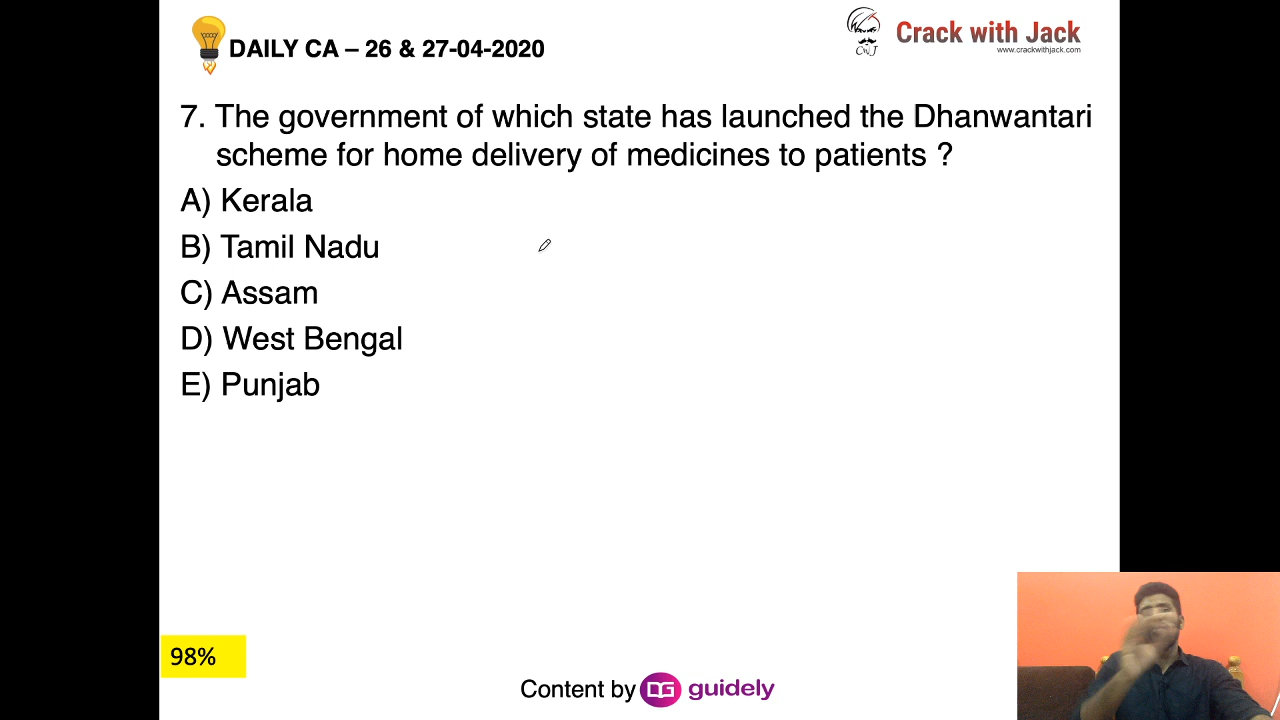 DAILY CA – 26 & 27-04-2020
Crack with Jack
www.crackwithjack.com
CwJ
7. The government of which state has launched the Dhanwantari
scheme for home delivery of medicines to patients ?
A) Kerala
B) Tamil Nadu
C) Assam
D) West Bengal
E) Punjab
98%
Content by DG guidely